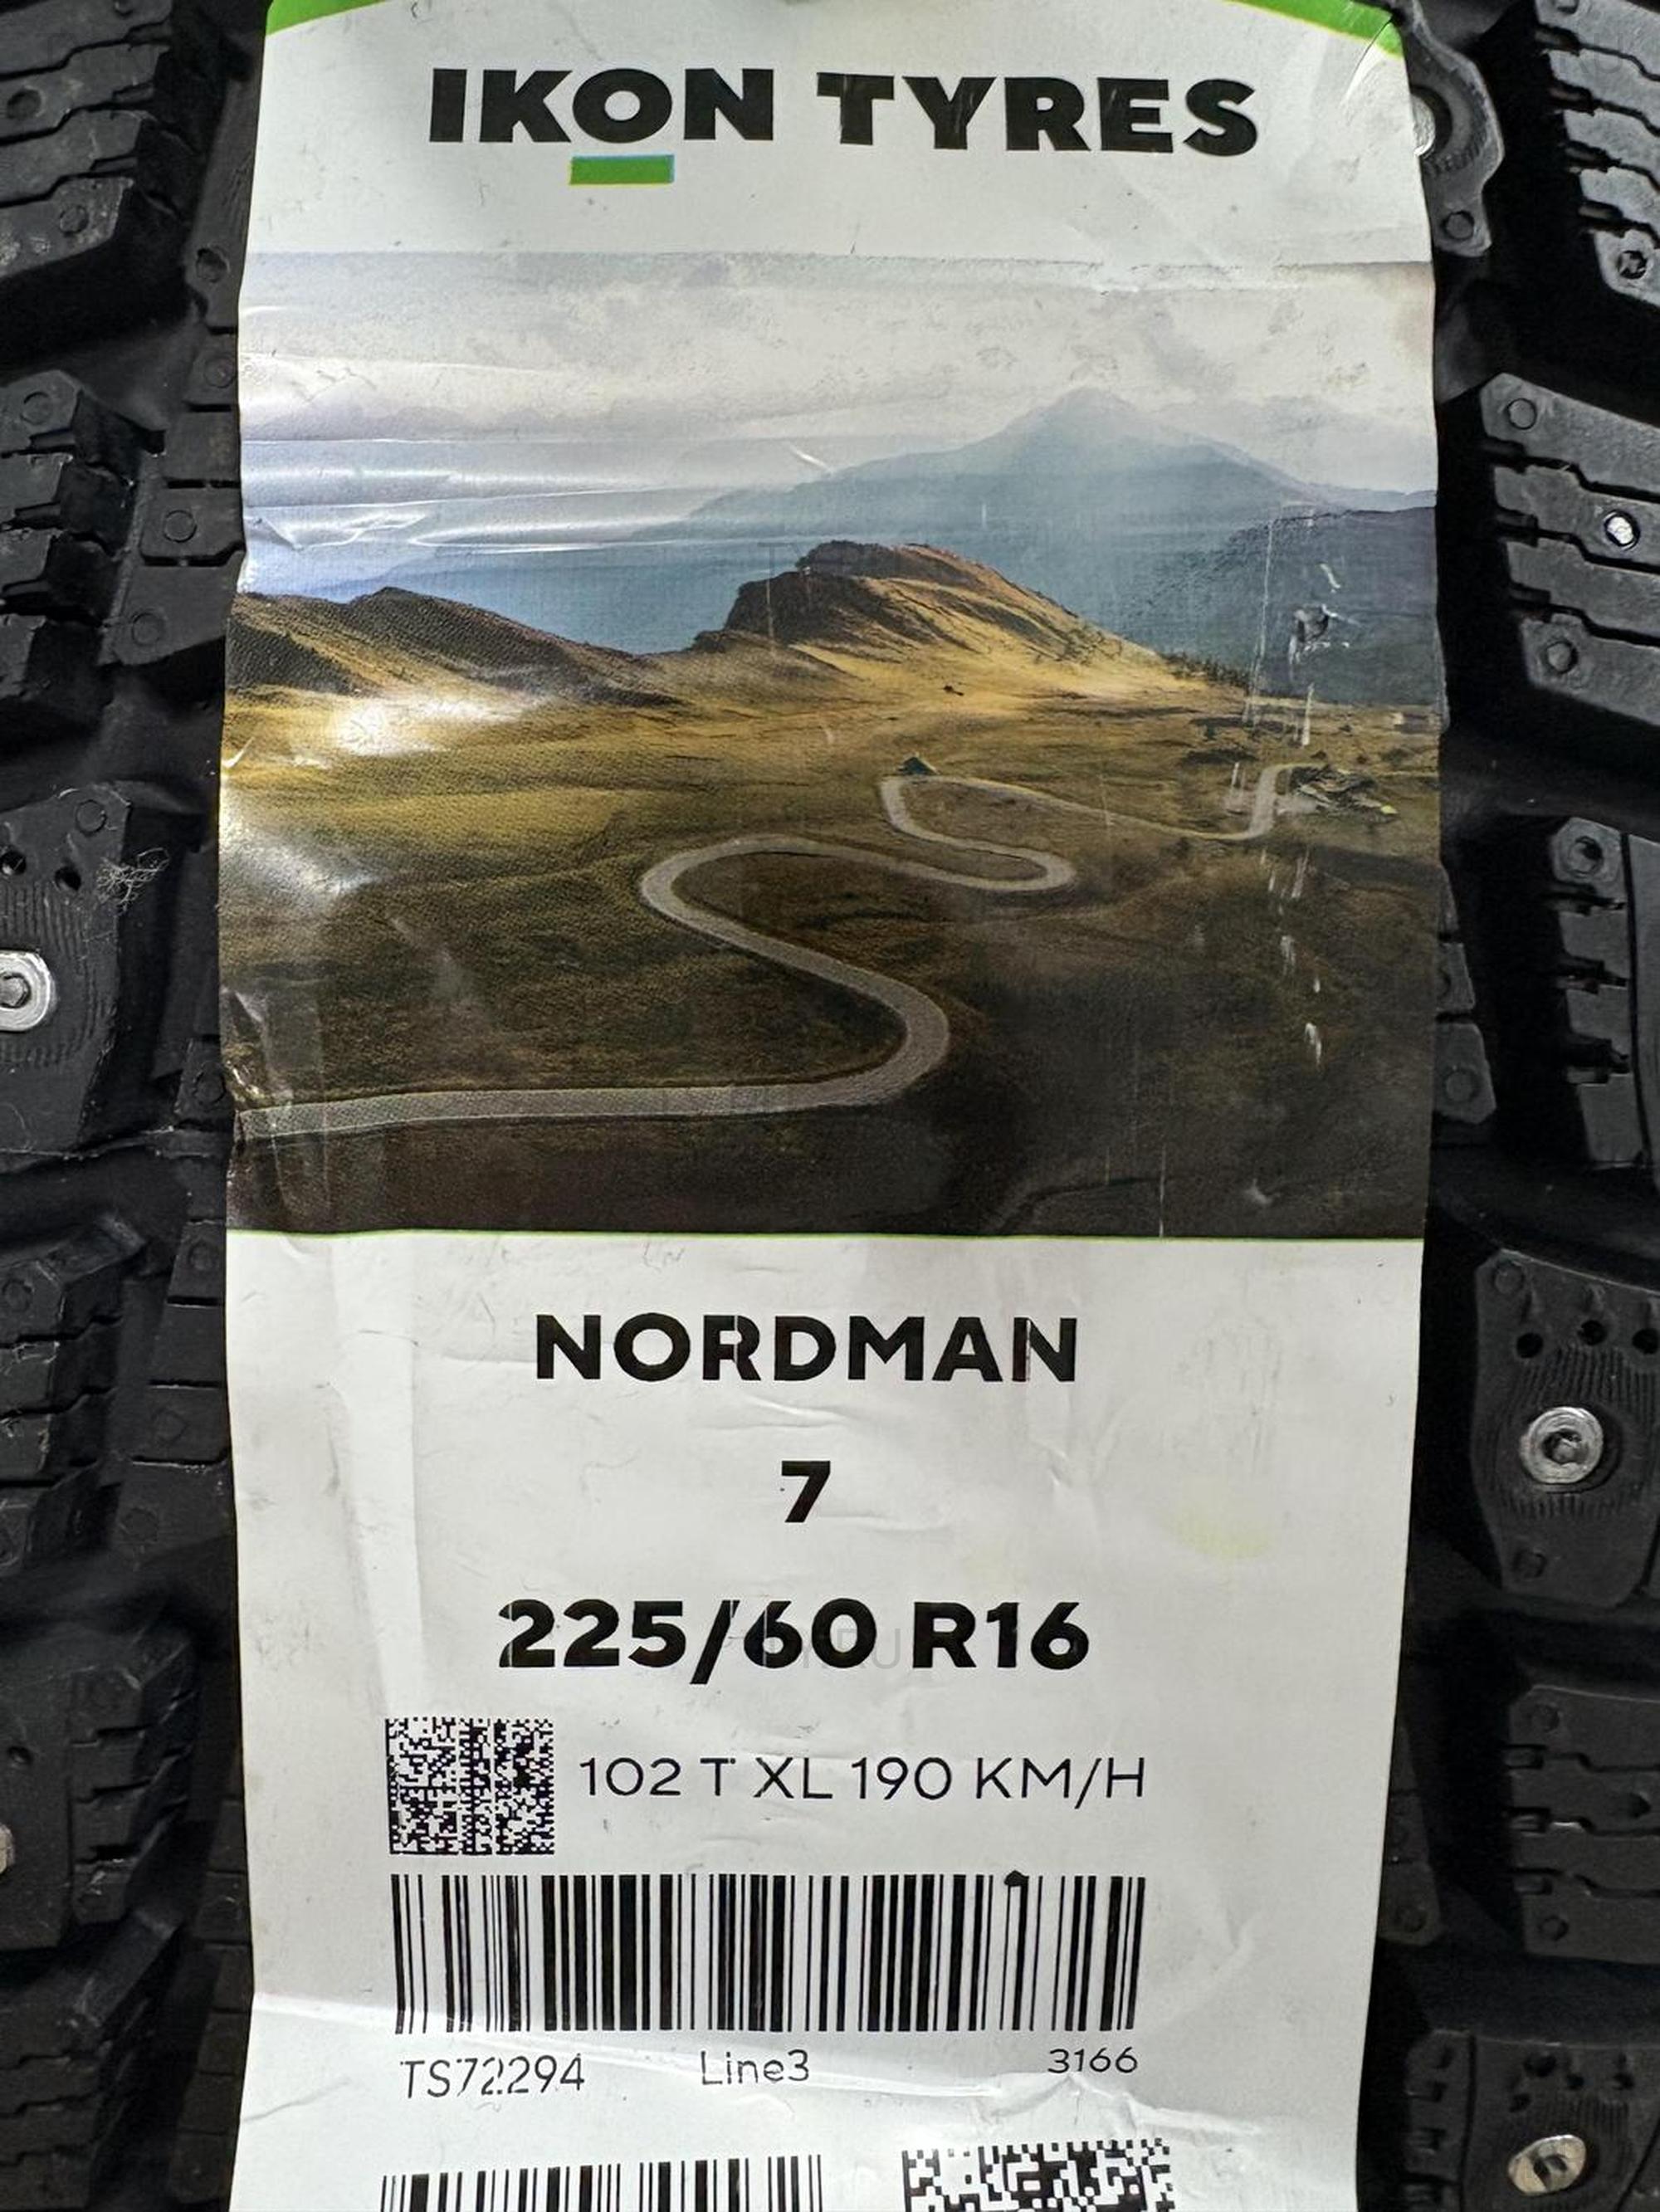 IKON TYRES
NORDMAN
7
225/60 R16
102 T XL 190 KM/H
TS72294 Line3 3166